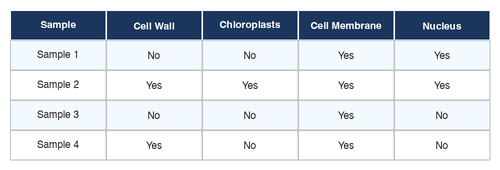 Sample Cell Wall Chloroplasts Cell Membrane Nucleus
Sample 1 No No Yes Yes
Sample 2 Yes Yes Yes Yes
Sample 3 No No Yes No
Sample 4 Yes No Yes No